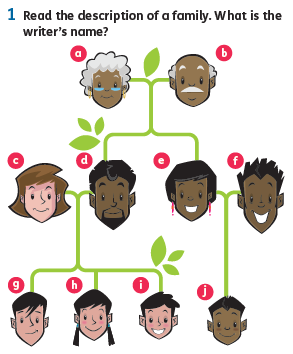 1 Read the description of a family. What is the
writer's name?
a
b
c
d
e
f
g
h
i
j